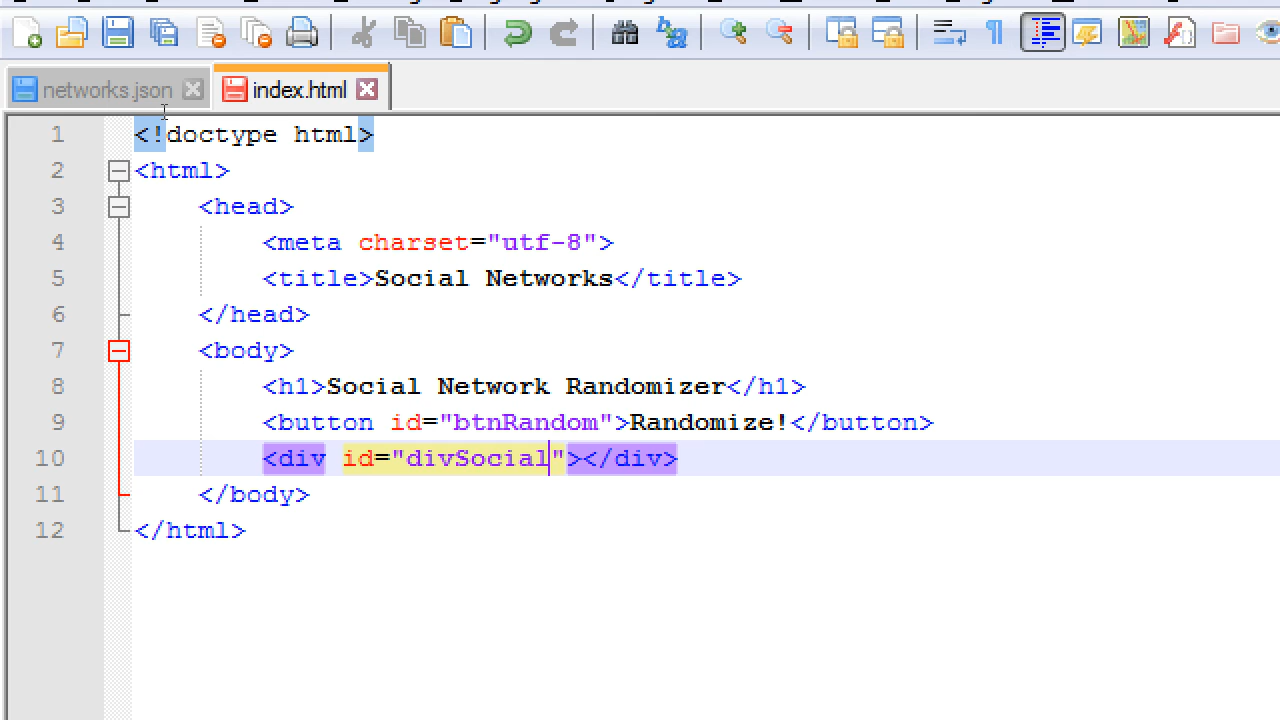 networks.json index.html
1 <!doctype html>
2 <html>
3 <head>
4 <meta charset="utf-8">
5 <title>Social Networks</title>
6 </head>
7 <body>
8 <h1>Social Network Randomizer</h1>
9 <button id="btnRandom">Randomize!</button>
10 <div id="divSocial"></div>
11 </body>
12 </html>